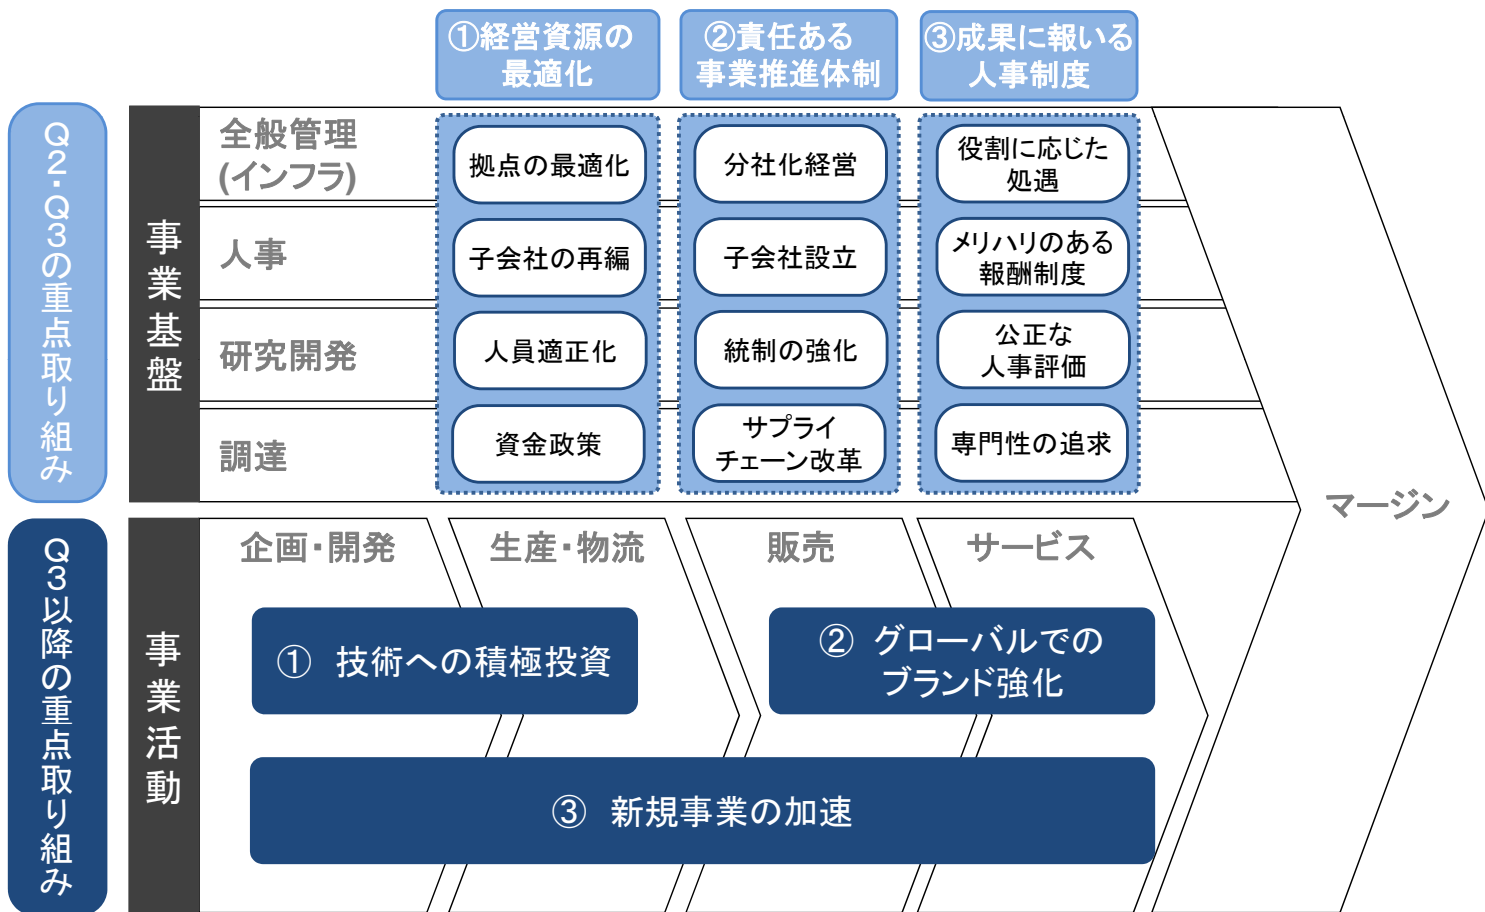 ①経営資源の
最適化
②責任ある
事業推進体制
③成果に報いる
人事制度
Q2・Q3の重点取り組み
事業基盤
全般管理
(インフラ)
拠点の最適化
分社化経営
役割に応じた
処遇
人事
子会社の再編
子会社設立
メリハリのある
報酬制度
研究開発
人員適正化
統制の強化
公正な
人事評価
調達
資金政策
サプライ
チェーン改革
専門性の追求
マージン
Q3以降の重点取り組み
事業活動
企画・開発
生産・物流
販売
サービス
① 技術への積極投資
② グローバルでの
ブランド強化
③ 新規事業の加速